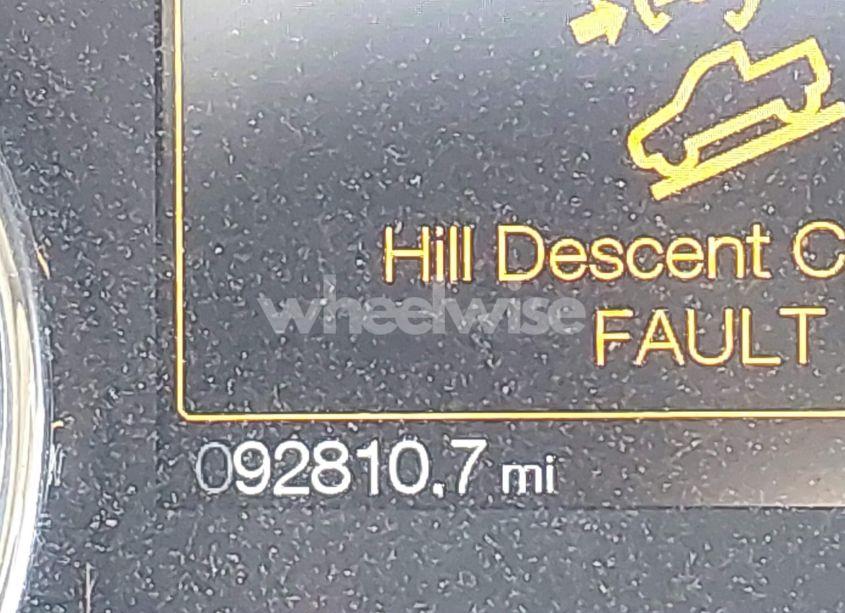 Hill Descent C
FAULT
wheelwise
092810.7 mi